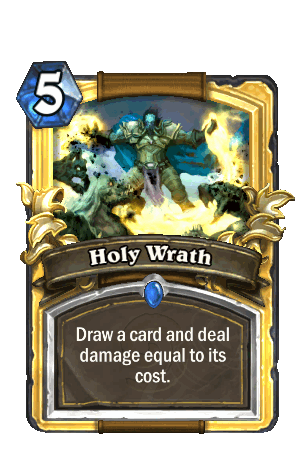 5
Holy Wrath
Draw a card and deal
damage equal to its
cost.